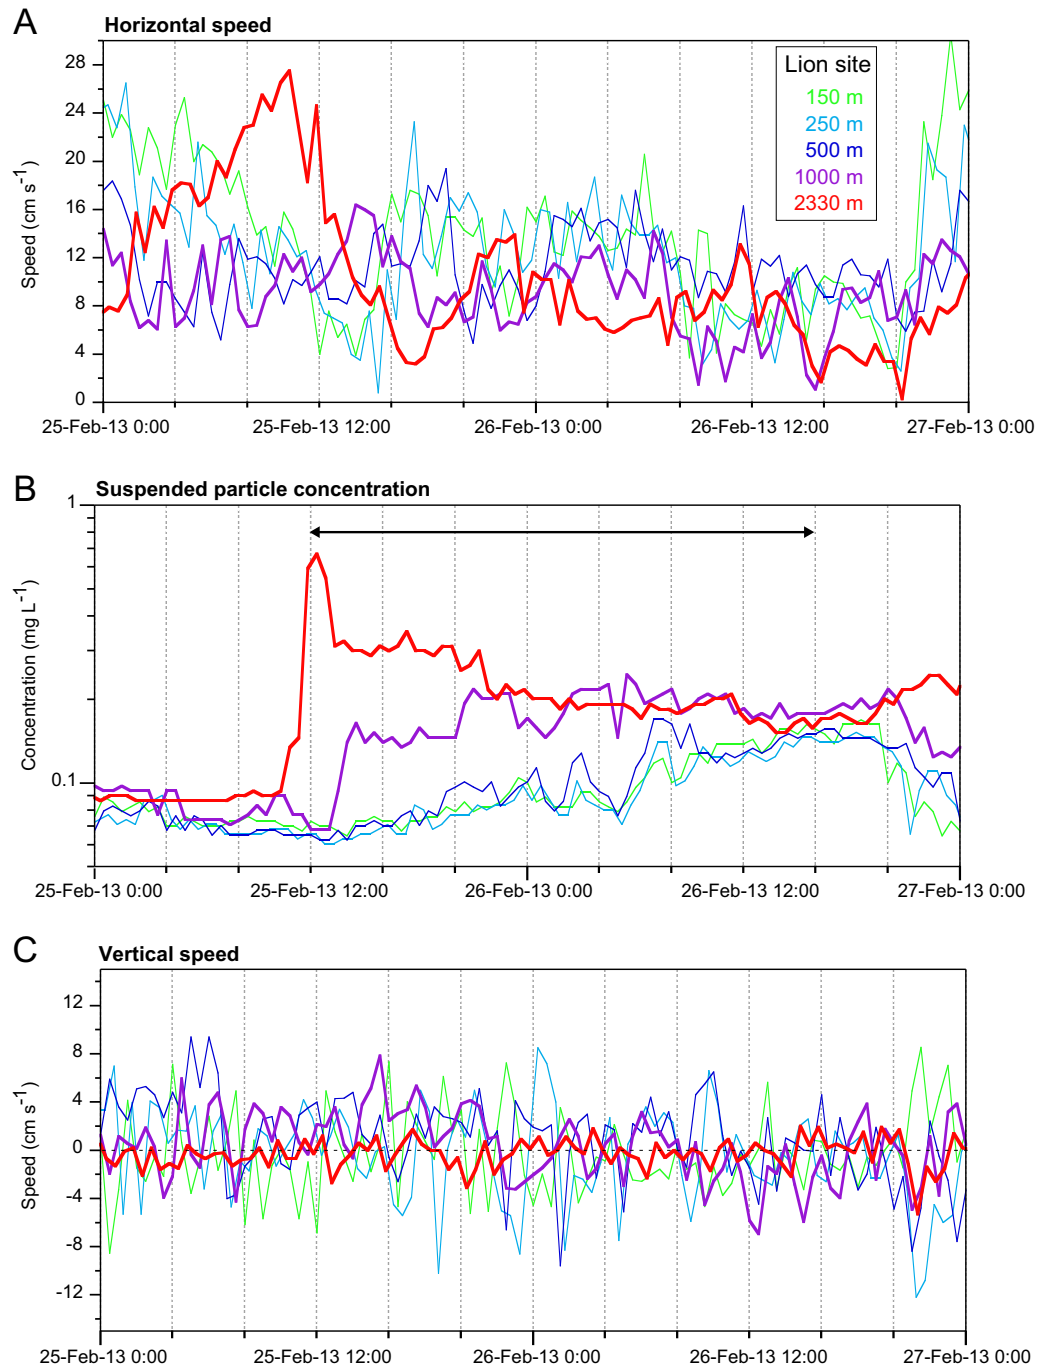 A
Horizontal speed
Lion site
150 m
250 m
500 m
1000 m
2330 m
Speed (cm s⁻¹)
28
24
20
16
12
8
4
0
25-Feb-13 0:00
25-Feb-13 12:00
26-Feb-13 0:00
26-Feb-13 12:00
27-Feb-13 0:00
B
Suspended particle concentration
Concentration (mg L⁻¹)
1
0.1
25-Feb-13 0:00
25-Feb-13 12:00
26-Feb-13 0:00
26-Feb-13 12:00
27-Feb-13 0:00
C
Vertical speed
Speed (cm s⁻¹)
12
8
4
0
-4
-8
-12
25-Feb-13 0:00
25-Feb-13 12:00
26-Feb-13 0:00
26-Feb-13 12:00
27-Feb-13 0:00